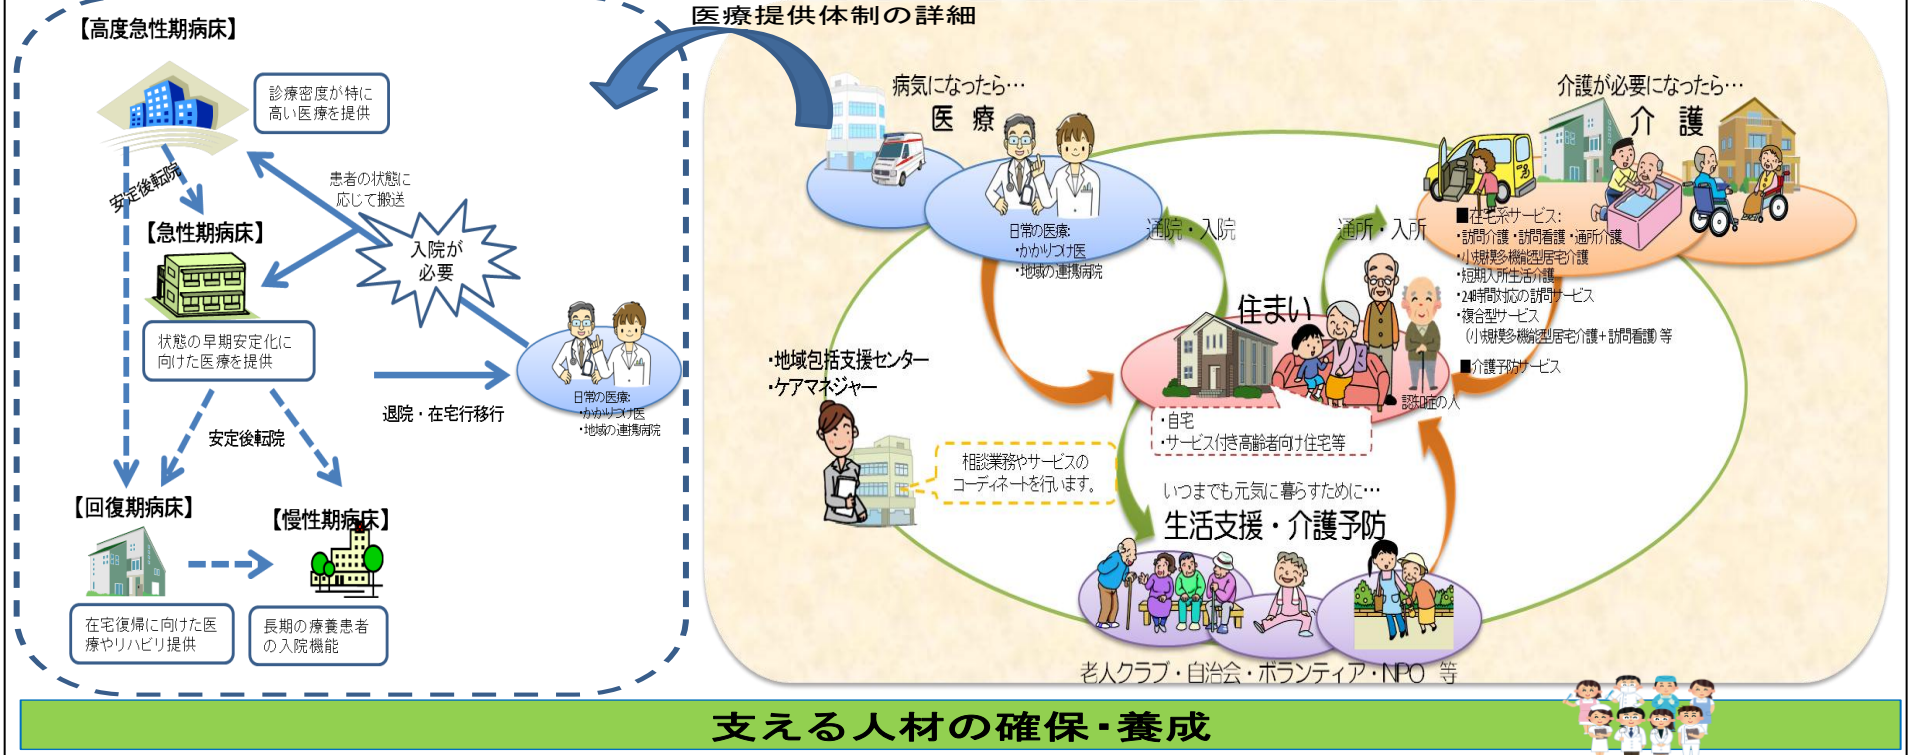 医療提供体制の詳細
【高度急性期病床】
診療密度が特に
高い医療を提供
安定後転院
患者の状態に
応じて搬送
【急性期病床】
入院が
必要
状態の早期安定化に
向けた医療を提供
日常の医療:
・かかりつけ医
・地域の連携病院
退院・在宅行移行
安定後転院
【回復期病床】
【慢性期病床】
在宅復帰に向けた医
療やリハビリ提供
長期の療養患者
の入院機能
病気になったら…
医 療
日常の医療:
・かかりつけ医
・地域の連携病院
通院・入院
介護が必要になったら…
介 護
通所・入所
■在宅系サービス:
・訪問介護・訪問看護・通所介護
・小規模多機能型居宅介護
・短期入所生活介護
・24時間対応の訪問サービス
・複合型サービス
(小規模多機能型居宅介護+訪問看護)等
■介護予防サービス
住まい
認知症の人
・自宅
・サービス付き高齢者向け住宅等
・地域包括支援センター
・ケアマネジャー
相談業務やサービスの
コーディネートを行います。
いつまでも元気に暮らすために…
生活支援・介護予防
老人クラブ・自治会・ボランティア・NPO 等
支える人材の確保・養成